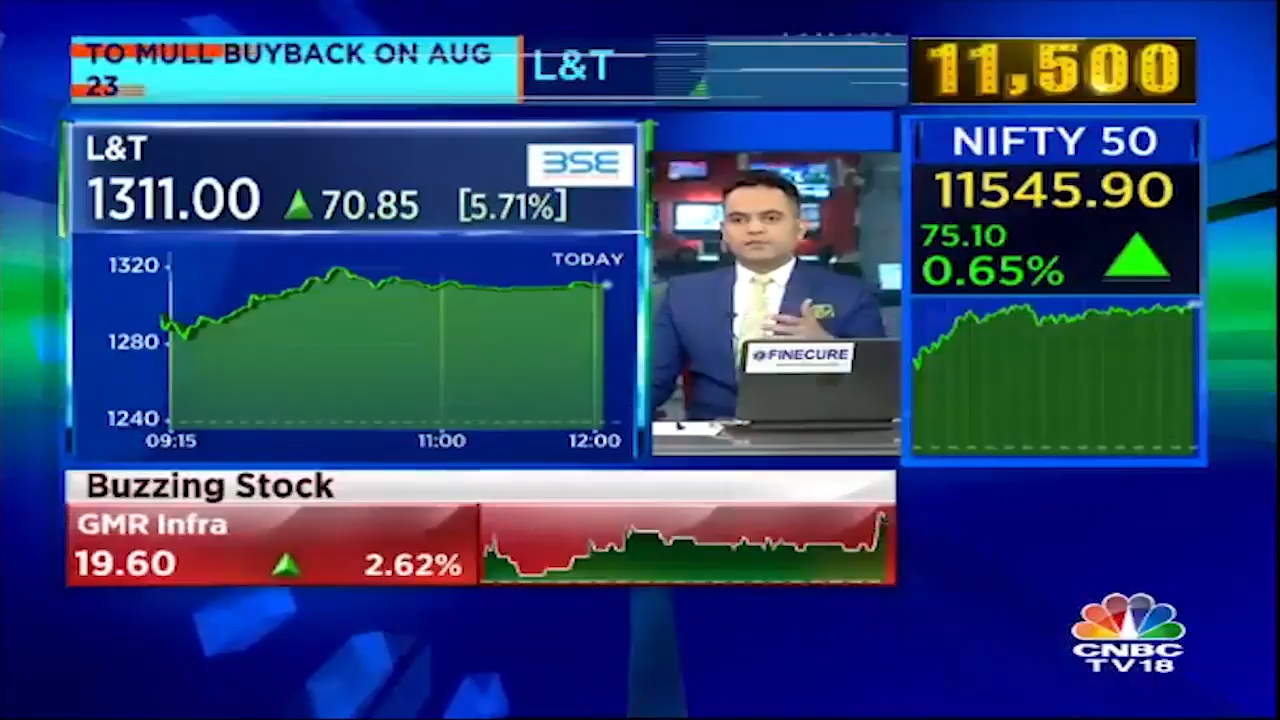 TO MULL BUYBACK ON AUG
23
L&T
11,500
L&T
BSE
1311.00 70.85 [5.71%]
TODAY
1320
1280
1240
09:15 11:00 12:00
FINECURE
NIFTY 50
11545.90
75.10
0.65%
Buzzing Stock
GMR Infra
19.60 2.62%
CNBC
TV18